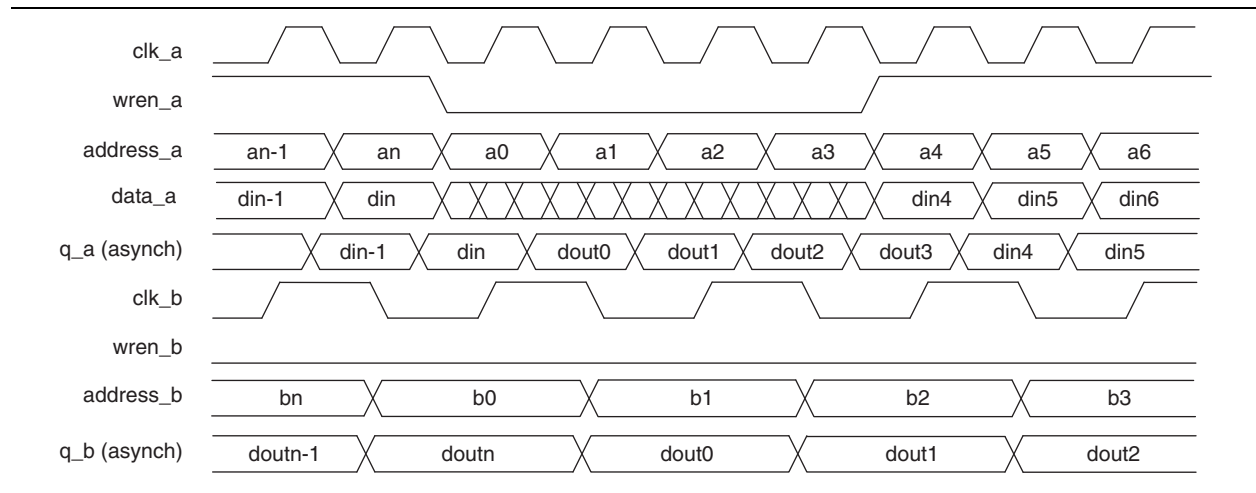 clk_a
wren_a
address_a an-1 an a0 a1 a2 a3 a4 a5 a6
data_a din-1 din din4 din5 din6
q_a (asynch) din-1 din dout0 dout1 dout2 dout3 din4 din5
clk_b
wren_b
address_b bn b0 b1 b2 b3
q_b (asynch) doutn-1 doutn dout0 dout1 dout2